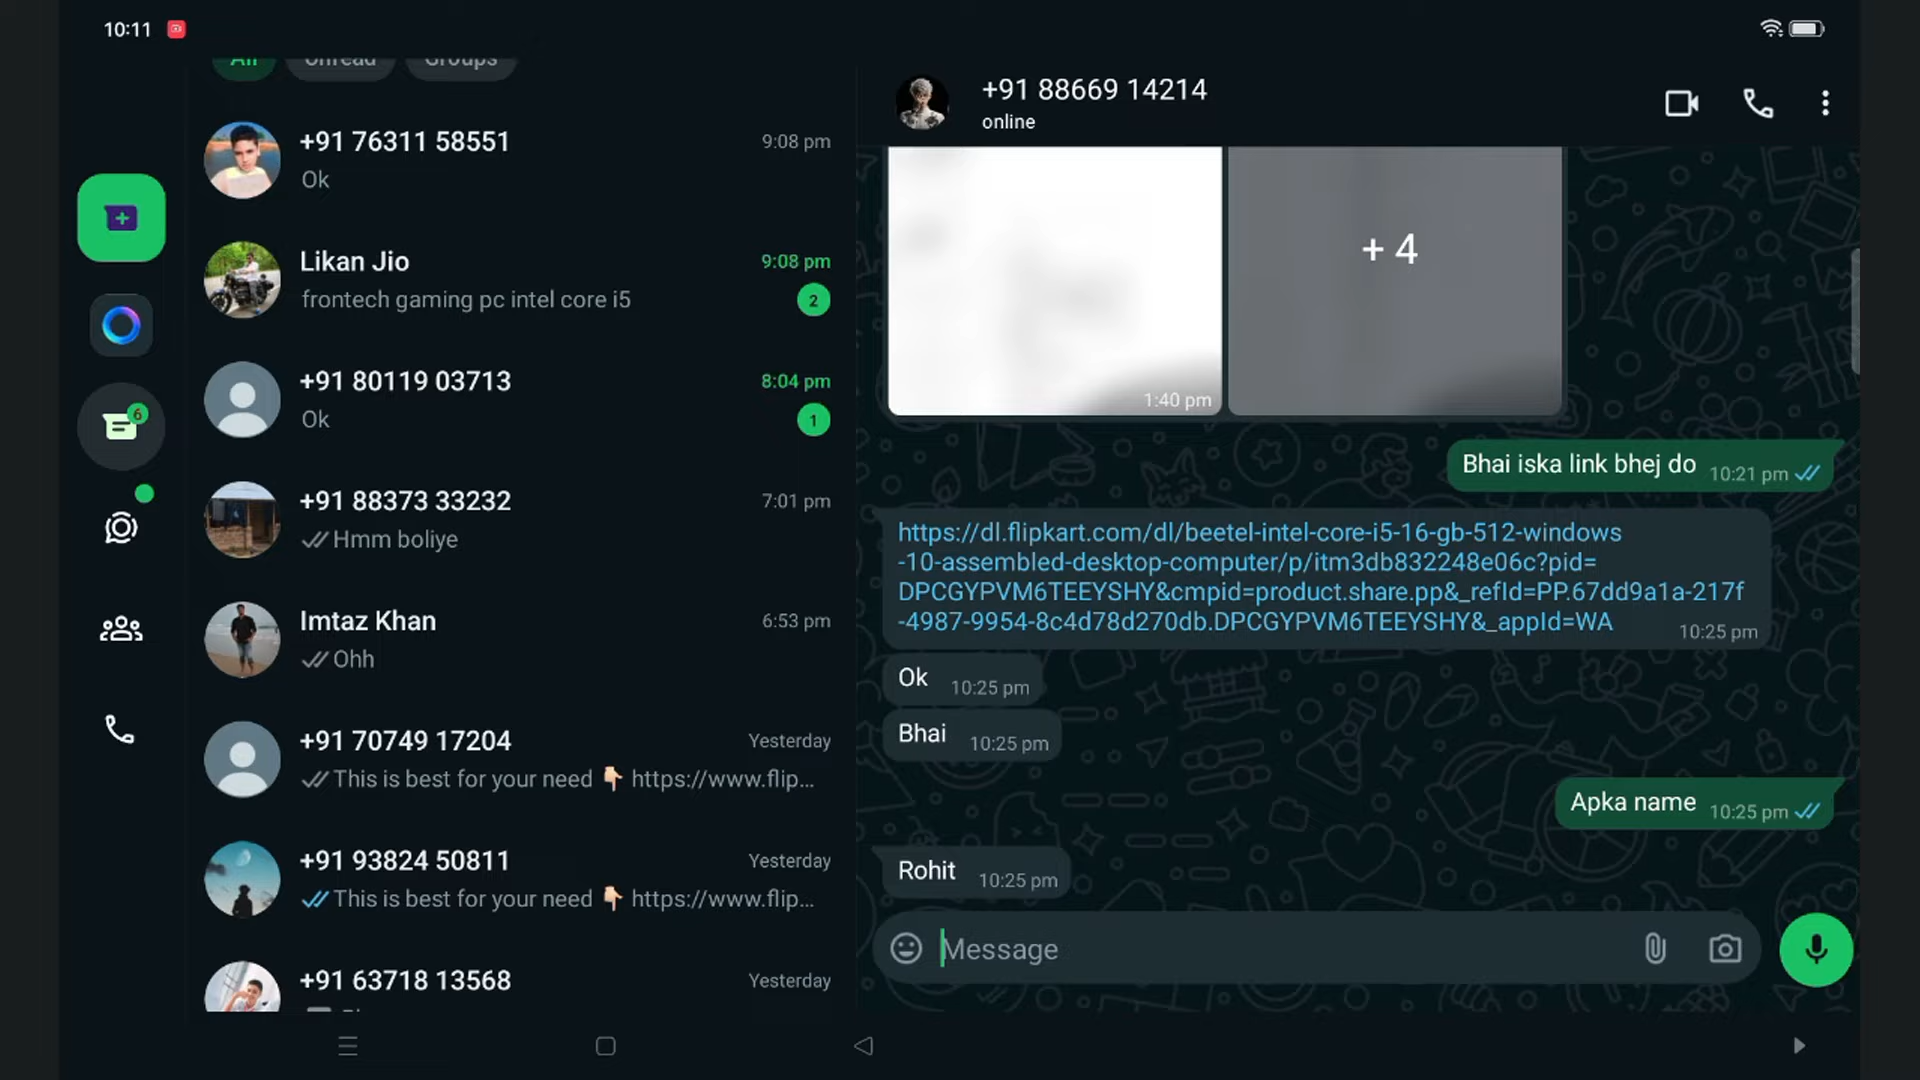 10:11
All Unread Groups
+91 76311 58551 9:08 pm
Ok
Likan Jio 9:08 pm
frontech gaming pc intel core i5 2
+91 80119 03713 8:04 pm
Ok 1
6
+91 88373 33232 7:01 pm
Hmm boliye
Imtaz Khan 6:53 pm
Ohh
+91 70749 17204 Yesterday
This is best for your need 👇🏻 https://www.flip...
+91 93824 50811 Yesterday
This is best for your need 👇🏻 https://www.flip...
+91 63718 13568 Yesterday
+91 88669 14214
online
+ 4
1:40 pm
Bhai iska link bhej do 10:21 pm
https://dl.flipkart.com/dl/beetel-intel-core-i5-16-gb-512-windows
-10-assembled-desktop-computer/p/itm3db832248e06c?pid=
DPCGYPVM6TEEYSHY&cmpid=product.share.pp&_refId=PP.67dd9a1a-217f
-4987-9954-8c4d78d270db.DPCGYPVM6TEEYSHY&_appId=WA
10:25 pm
Ok 10:25 pm
Bhai 10:25 pm
Apka name 10:25 pm
Rohit 10:25 pm
Message